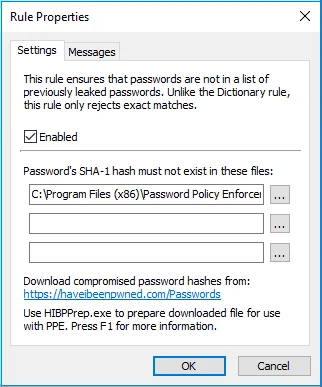 Rule Properties
Settings
Messages
This rule ensures that passwords are not in a list of
previously leaked passwords. Unlike the Dictionary rule,
this rule only rejects exact matches.
Enabled
Password's SHA-1 hash must not exist in these files:
C:\Program Files (x86)\Password Policy Enforcer
...
...
...
Download compromised password hashes from:
https://haveibeenpwned.com/Passwords
Use HIBPPrep.exe to prepare downloaded file for use
with PPE. Press F1 for more information.
OK
Cancel